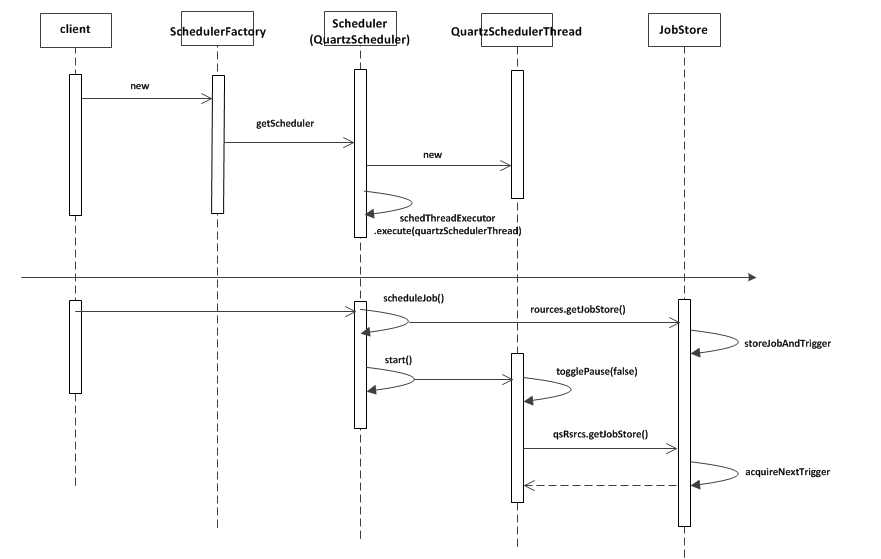 client
SchedulerFactory
Scheduler
(QuartzScheduler)
QuartzSchedulerThread
JobStore
new
getScheduler
new
schedThreadExecutor
.execute(quartzSchedulerThread)
scheduleJob()
rources.getJobStore()
storeJobAndTrigger
start()
togglePause(false)
qsRsrcs.getJobStore()
acquireNextTrigger